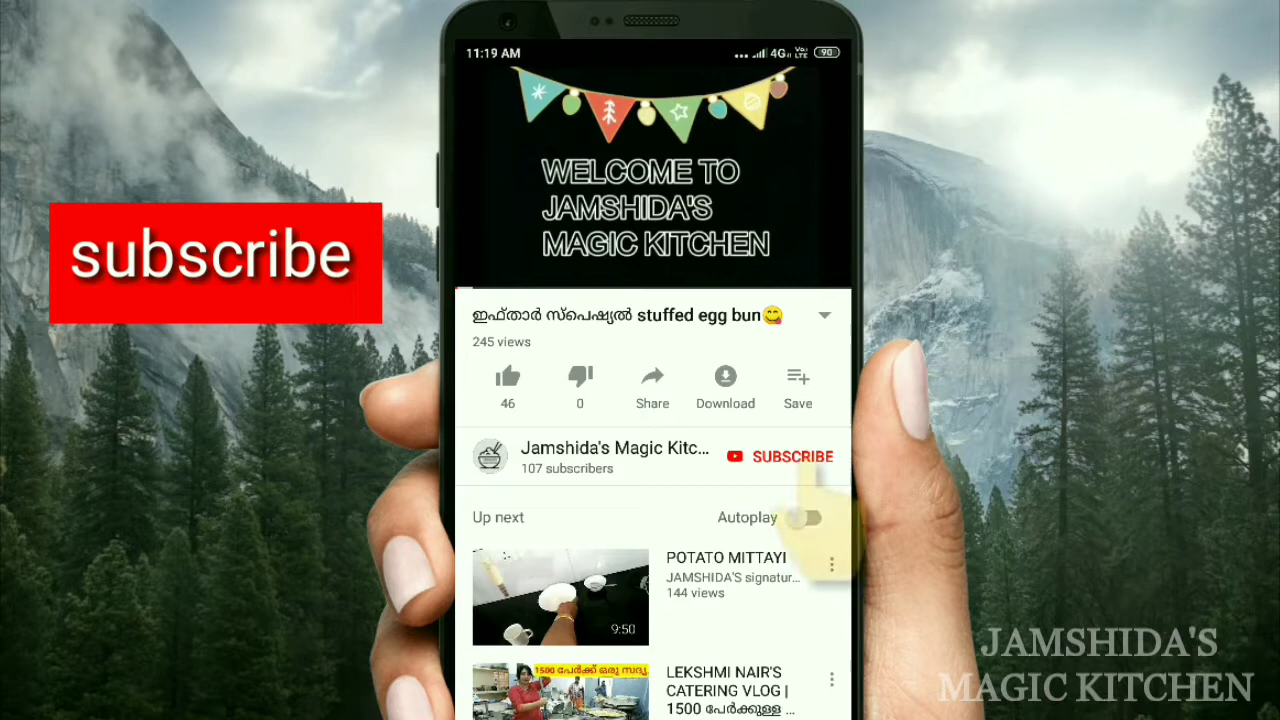 11:19 AM
4G
Vo
LTE
90
WELCOME TO
JAMSHIDA'S
MAGIC KITCHEN
subscribe
ഇഫ്താർ സ്പെഷ്യൽ stuffed egg bun😋
245 views
46
0
Share
Download
Save
Jamshida's Magic Kitc...
SUBSCRIBE
107 subscribers
Up next
Autoplay
POTATO MITTAYI
JAMSHIDA'S signatur...
144 views
9:50
1500 പേർക്ക് ഒരു സദ്യ
LEKSHMI NAIR'S
CATERING VLOG |
1500 പേർക്കുള്ള ...
JAMSHIDA'S
MAGIC KITCHEN